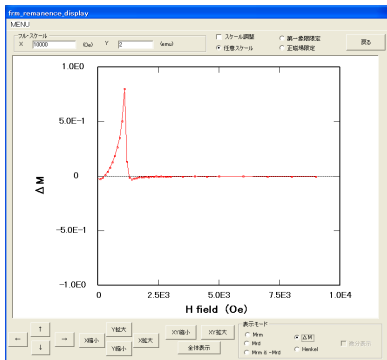 frm_remanence_display
MENU
フル・スケール
X 10000 (Oe) Y 2 (emu)
スケール調整
任意スケール
第一象限限定
正磁場限定
戻る
1.0E0
5.0E-1
0
-5.0E-1
-1.0E0
ΔM
0 2.5E3 5.0E3 7.5E3 1.0E4
H field (Oe)
← ↑ ↓ →
X縮小
Y拡大
Y縮小
X拡大
XY縮小
XY拡大
全体表示
表示モード
Mrm
Mrd
Mrm & -Mrd
ΔM
Henkel
微分表示